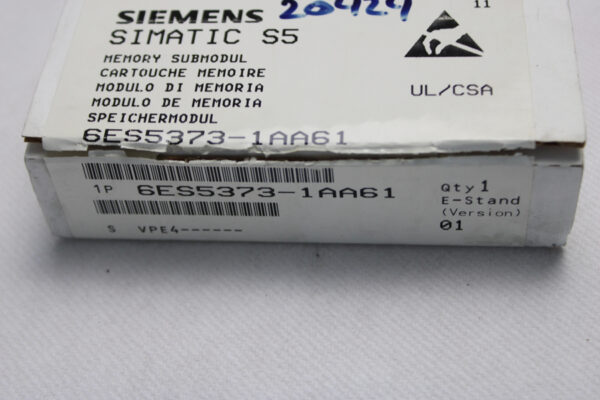 SIEMENS 20424 11
SIMATIC S5
MEMORY SUBMODUL
CARTOUCHE MEMOIRE
MODULO DI MEMORIA
MODULO DE MEMORIA
SPEICHERMODUL
UL/CSA
6ES5373-1AA61
1P 6ES5373-1AA61
Qty 1
E-Stand
(Version)
01
S VPE4------